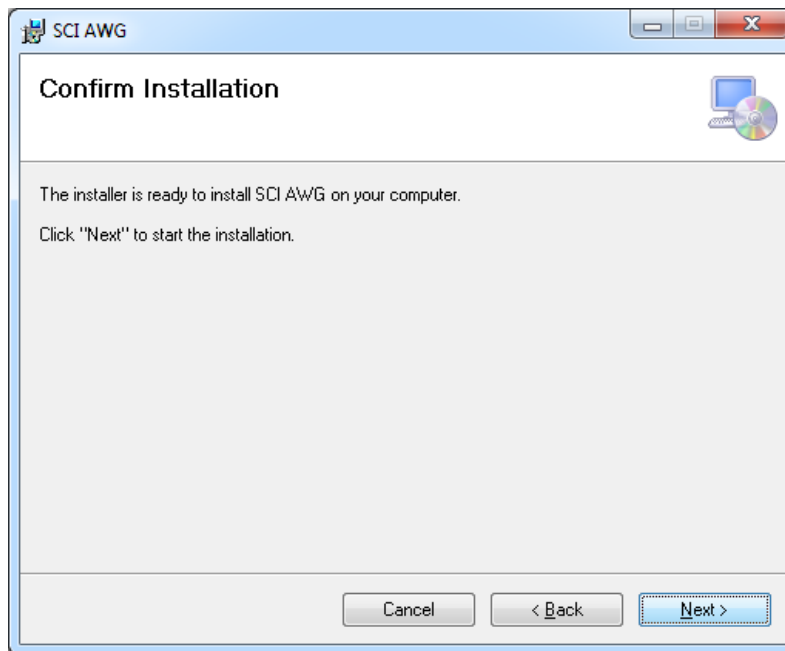 SCI AWG
Confirm Installation
The installer is ready to install SCI AWG on your computer.
Click "Next" to start the installation.
Cancel
< Back
Next >